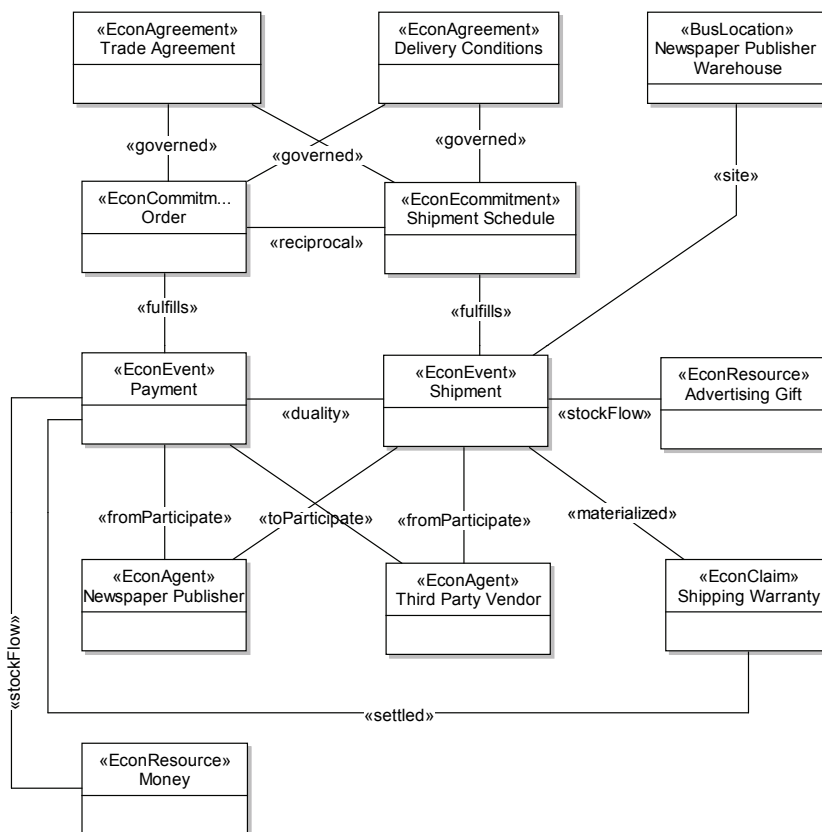 «EconAgreement»
Trade Agreement
«EconAgreement»
Delivery Conditions
«BusLocation»
Newspaper Publisher
Warehouse
«governed»
«governed»
«governed»
«site»
«EconCommitm...
Order
«EconEcommitment»
Shipment Schedule
«reciprocal»
«fulfills»
«fulfills»
«EconEvent»
Payment
«EconEvent»
Shipment
«EconResource»
Advertising Gift
«duality»
«stockFlow»
«fromParticipate»
«toParticipate»
«fromParticipate»
«materialized»
«EconAgent»
Newspaper Publisher
«EconAgent»
Third Party Vendor
«EconClaim»
Shipping Warranty
«stockFlow»
«settled»
«EconResource»
Money